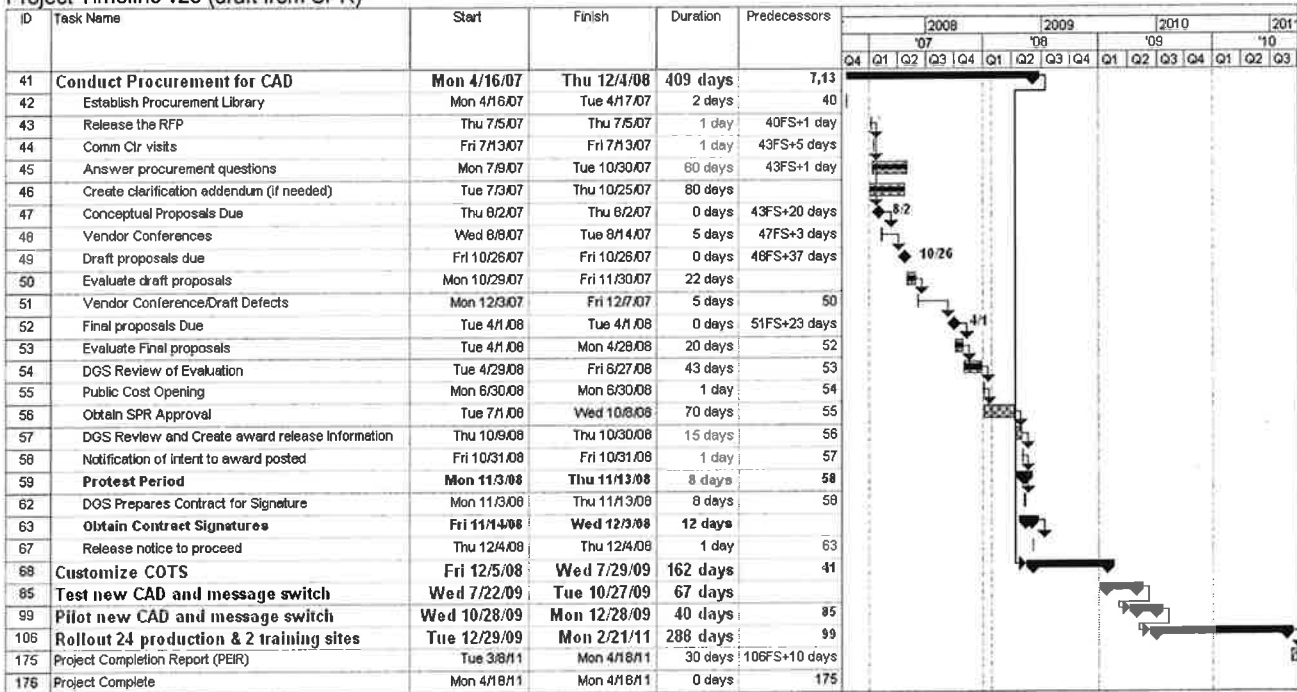 Project Timeline v26 (draft from SPR)
ID Task Name Start Finish Duration Predecessors 2008 2009 2010 2011
'07 '08 '09 '10
Q4 Q1 Q2 Q3 Q4 Q1 Q2 Q3 Q4 Q1 Q2 Q3 Q4 Q1 Q2 Q3
41 Conduct Procurement for CAD Mon 4/16/07 Thu 12/4/08 409 days 7,13
42 Establish Procurement Library Mon 4/16/07 Tue 4/17/07 2 days 40
43 Release the RFP Thu 7/5/07 Thu 7/5/07 1 day 40FS+1 day
44 Comm Ctr visits Fri 7/13/07 Fri 7/13/07 1 day 43FS+5 days
45 Answer procurement questions Mon 7/9/07 Tue 10/30/07 80 days 43FS+1 day
46 Create clarification addendum (if needed) Tue 7/3/07 Thu 10/25/07 80 days
47 Conceptual Proposals Due Thu 8/2/07 Thu 8/2/07 0 days 43FS+20 days 8/2
48 Vendor Conferences Wed 8/8/07 Tue 8/14/07 5 days 47FS+3 days
49 Draft proposals due Fri 10/26/07 Fri 10/26/07 0 days 48FS+37 days 10/26
50 Evaluate draft proposals Mon 10/29/07 Fri 11/30/07 22 days
51 Vendor Conference/Draft Defects Mon 12/3/07 Fri 12/7/07 5 days 50
52 Final proposals Due Tue 4/1/08 Tue 4/1/08 0 days 51FS+23 days 4/1
53 Evaluate Final proposals Tue 4/1/08 Mon 4/28/08 20 days 52
54 DGS Review of Evaluation Tue 4/29/08 Fri 6/27/08 43 days 53
55 Public Cost Opening Mon 6/30/08 Mon 6/30/08 1 day 54
56 Obtain SPR Approval Tue 7/1/08 Wed 10/8/08 70 days 55
57 DGS Review and Create award release Information Thu 10/9/08 Thu 10/30/08 15 days 56
58 Notification of intent to award posted Fri 10/31/08 Fri 10/31/08 1 day 57
59 Protest Period Mon 11/3/08 Thu 11/13/08 8 days 58
62 DGS Prepares Contract for Signature Mon 11/3/08 Thu 11/13/08 8 days 58
63 Obtain Contract Signatures Fri 11/14/08 Wed 12/3/08 12 days
67 Release notice to proceed Thu 12/4/08 Thu 12/4/08 1 day 63
68 Customize COTS Fri 12/5/08 Wed 7/29/09 162 days 41
85 Test new CAD and message switch Wed 7/22/09 Tue 10/27/09 67 days
99 Pilot new CAD and message switch Wed 10/28/09 Mon 12/28/09 40 days 85
106 Rollout 24 production & 2 training sites Tue 12/29/09 Mon 2/21/11 288 days 99
175 Project Completion Report (PEIR) Tue 3/8/11 Mon 4/18/11 30 days 106FS+10 days
176 Project Complete Mon 4/18/11 Mon 4/18/11 0 days 175